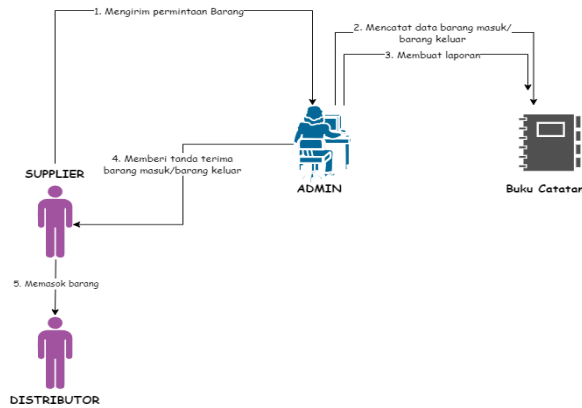 1. Mengirim permintaan Barang
2. Mencatat data barang masuk/
barang keluar
3. Membuat laporan
4. Memberi tanda terima
barang masuk/barang keluar
SUPPLIER
ADMIN
Buku Catatan
5. Memasok barang
DISTRIBUTOR